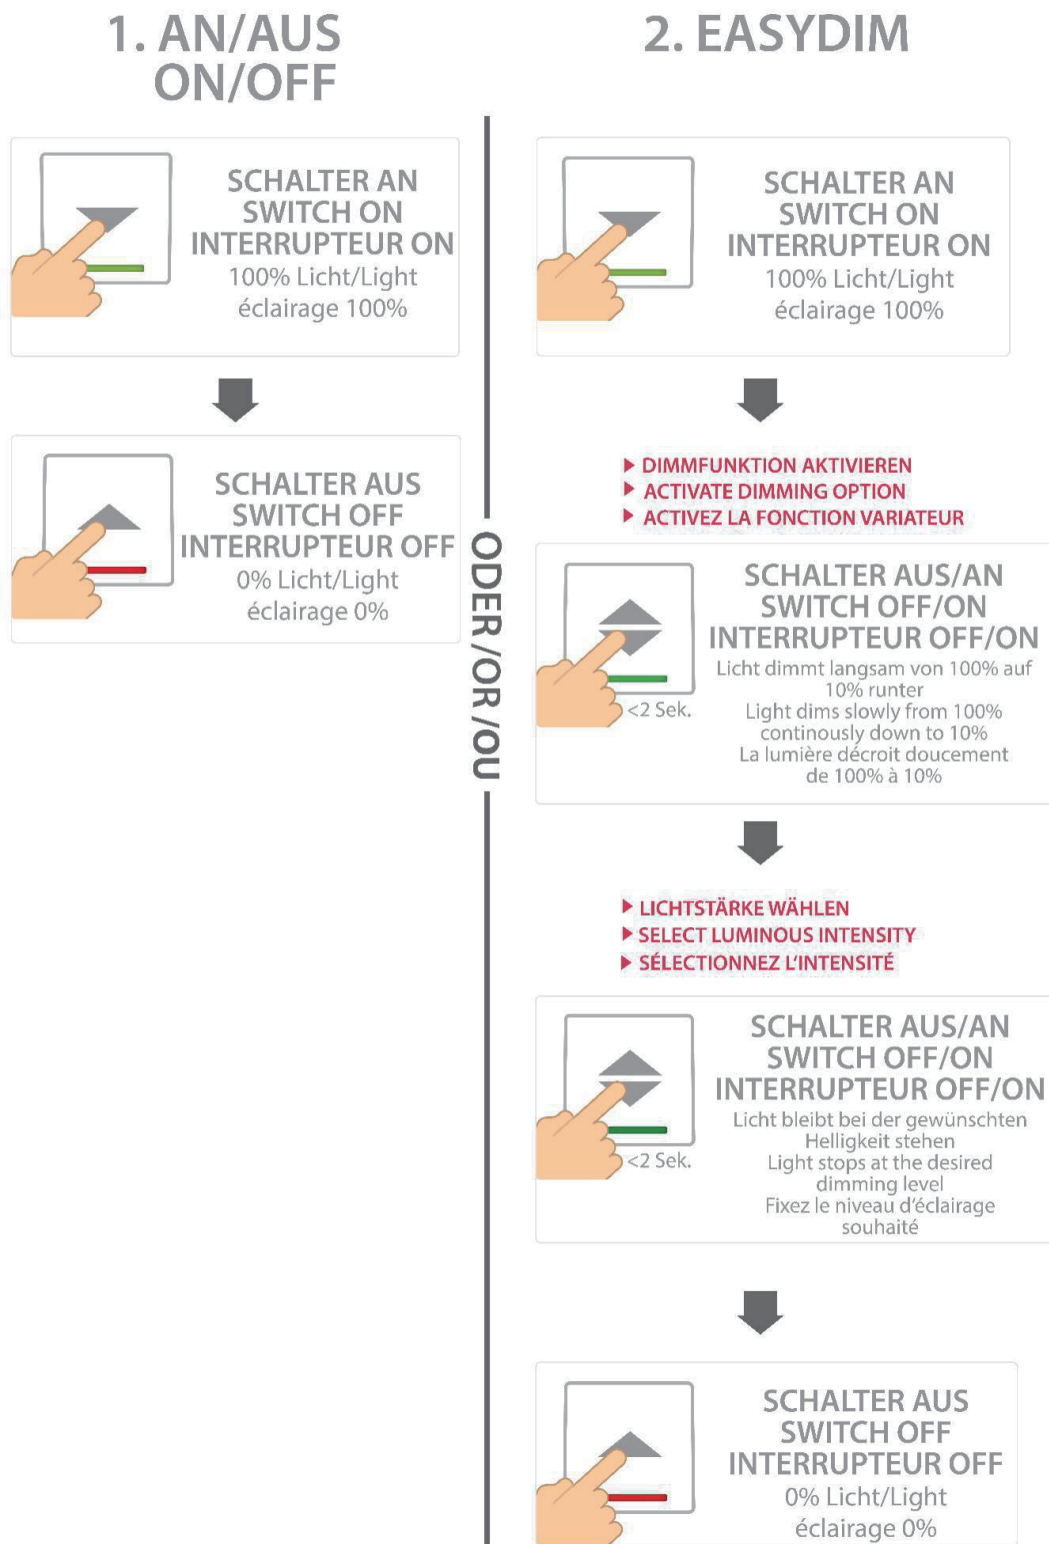 1. AN/AUS
ON/OFF
SCHALTER AN
SWITCH ON
INTERRUPTEUR ON
100% Licht/Light
éclairage 100%
SCHALTER AUS
SWITCH OFF
INTERRUPTEUR OFF
0% Licht/Light
éclairage 0%
ODER /OR /OU
2. EASYDIM
SCHALTER AN
SWITCH ON
INTERRUPTEUR ON
100% Licht/Light
éclairage 100%
DIMMFUNKTION AKTIVIEREN
ACTIVATE DIMMING OPTION
ACTIVEZ LA FONCTION VARIATEUR
<2 Sek.
SCHALTER AUS/AN
SWITCH OFF/ON
INTERRUPTEUR OFF/ON
Licht dimmt langsam von 100% auf
10% runter
Light dims slowly from 100%
continously down to 10%
La lumière décroit doucement
de 100% à 10%
LICHTSTÄRKE WÄHLEN
SELECT LUMINOUS INTENSITY
SÉLECTIONNEZ L'INTENSITÉ
<2 Sek.
SCHALTER AUS/AN
SWITCH OFF/ON
INTERRUPTEUR OFF/ON
Licht bleibt bei der gewünschten
Helligkeit stehen
Light stops at the desired
dimming level
Fixez le niveau d'éclairage
souhaité
SCHALTER AUS
SWITCH OFF
INTERRUPTEUR OFF
0% Licht/Light
éclairage 0%